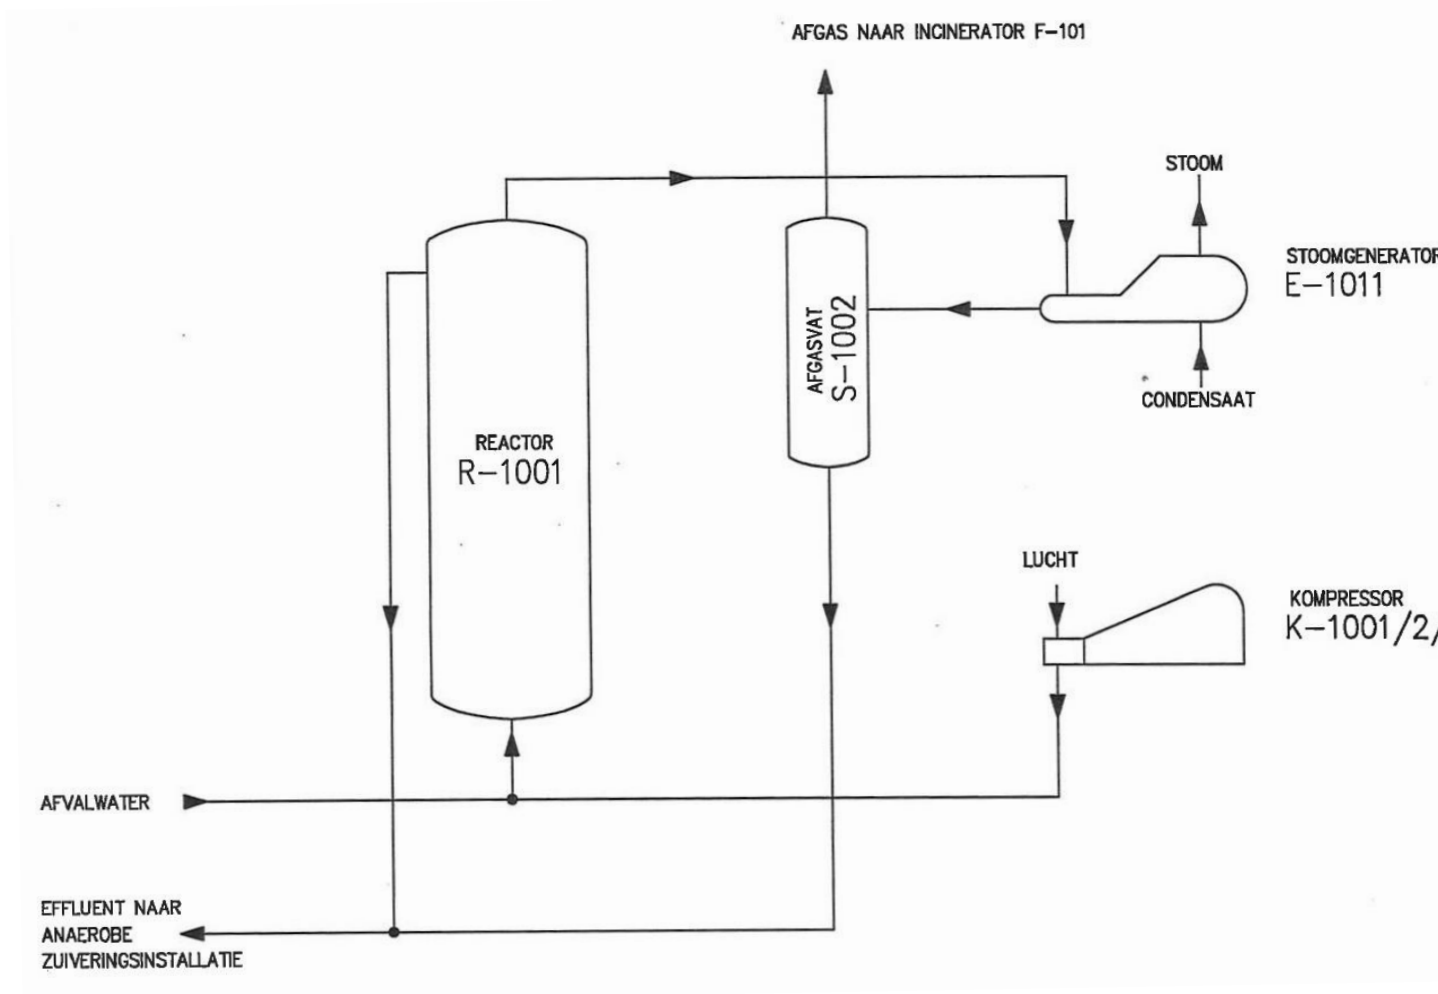 AFGAS NAAR INCINERATOR F-101
STOOM
STOOMGENERATOR
E-1011
AFGASVAT
S-1002
CONDENSAAT
REACTOR
R-1001
LUCHT
KOMPRESSOR
K-1001/2/
AFVALWATER
EFFLUENT NAAR
ANAEROBE
ZUIVERINGSINSTALLATIE